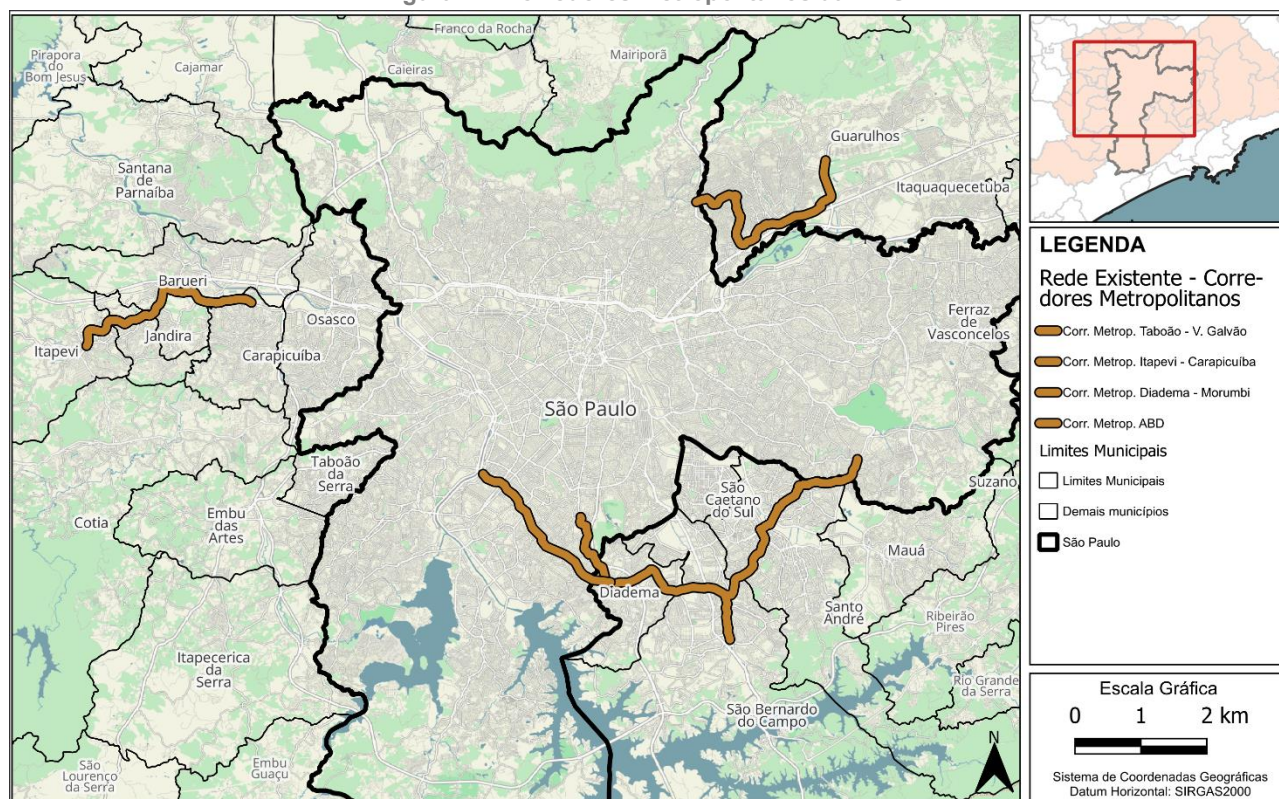 Franco da Rocha
Pirapora
do
Bom Jesus
Cajamar
Caieiras
Mairiporã
Guarulhos
Santana
de
Parnaíba
Itaquaquecetuba
Barueri
Osasco
Ferraz
de
Vasconcelos
Itapevi
Jandira
Carapicuíba
São Paulo
Taboão
da
Serra
São
Caetano
do Sul
Suzano
Cotia
Embu
das
Artes
Mauá
Diadema
Santo
André
Ribeirão
Pires
Itapecerica
da
Serra
Rio Grande
da Serra
São Bernardo
do Campo
São
Lourenço
da Serra
Embu
Guaçu
N
LEGENDA
Rede Existente - Corre-
dores Metropolitanos
Corr. Metrop. Taboão - V. Galvão
Corr. Metrop. Itapevi - Carapicuíba
Corr. Metrop. Diadema - Morumbi
Corr. Metrop. ABD
Limites Municipais
Limites Municipais
Demais municípios
São Paulo
Escala Gráfica
0 1 2 km
Sistema de Coordenadas Geográficas
Datum Horizontal: SIRGAS2000